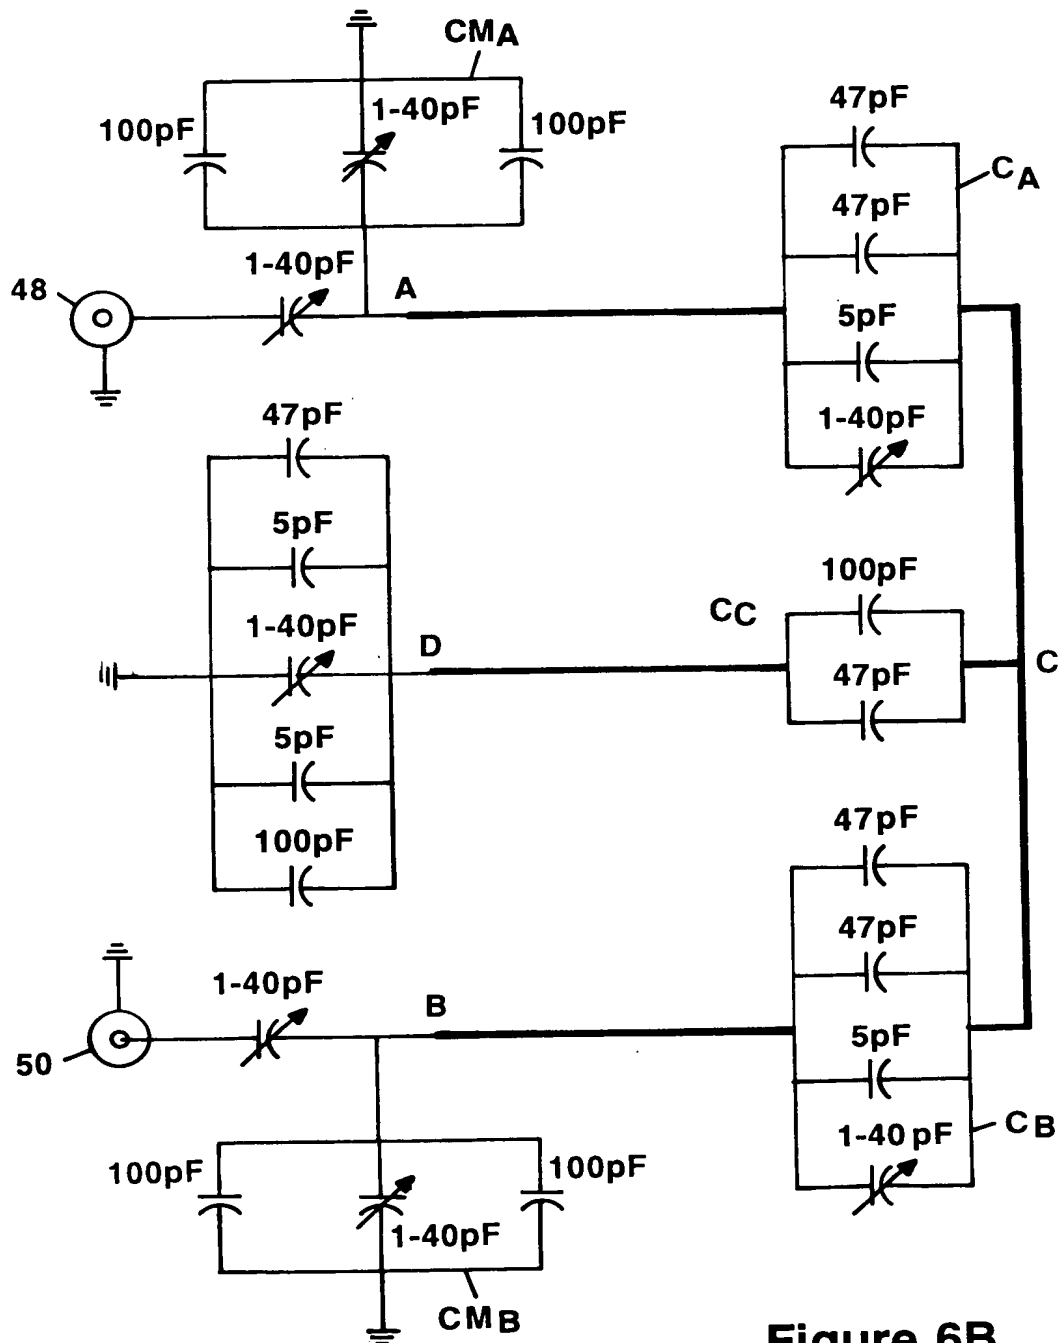 CMA
1-40pF
100pF
100pF
47pF
CA
47pF
1-40pF
48
A
5pF
1-40pF
47pF
5pF
100pF
CC
1-40pF
D
C
47pF
5pF
100pF
47pF
47pF
1-40pF
B
5pF
50
1-40 pF
CB
100pF
100pF
1-40pF
CMB
Figure 6B